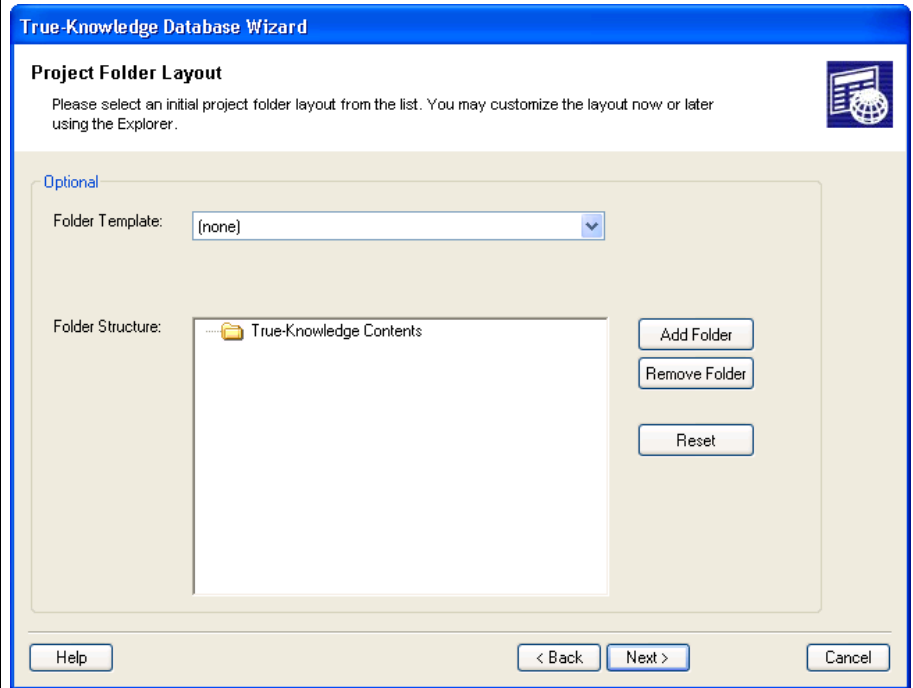 True-Knowledge Database Wizard
Project Folder Layout
Please select an initial project folder layout from the list. You may customize the layout now or later
using the Explorer.
Optional
Folder Template:
(none)
Folder Structure:
True-Knowledge Contents
Add Folder
Remove Folder
Reset
Help
< Back
Next >
Cancel